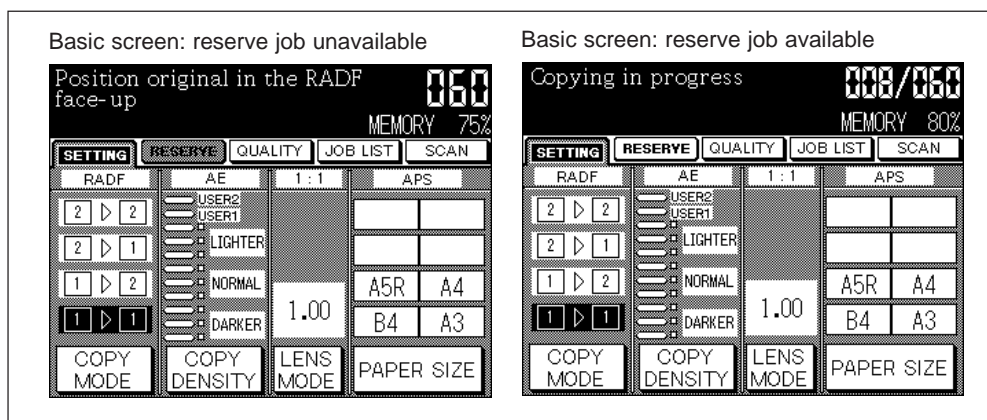 Basic screen: reserve job unavailable
Position original in the RADF
face-up
060
MEMORY 75%
SETTING RESERVE QUALITY JOB LIST SCAN
RADF AE 1 : 1 APS
2 ▷ 2
2 ▷ 1
1 ▷ 2
1 ▷ 1
USER2
USER1
LIGHTER
NORMAL
DARKER
1.00
A5R A4
B4 A3
COPY
MODE
COPY
DENSITY
LENS
MODE
PAPER SIZE
Basic screen: reserve job available
Copying in progress
008/060
MEMORY 80%
SETTING RESERVE QUALITY JOB LIST SCAN
RADF AE 1 : 1 APS
2 ▷ 2
2 ▷ 1
1 ▷ 2
1 ▷ 1
USER2
USER1
LIGHTER
NORMAL
DARKER
1.00
A5R A4
B4 A3
COPY
MODE
COPY
DENSITY
LENS
MODE
PAPER SIZE